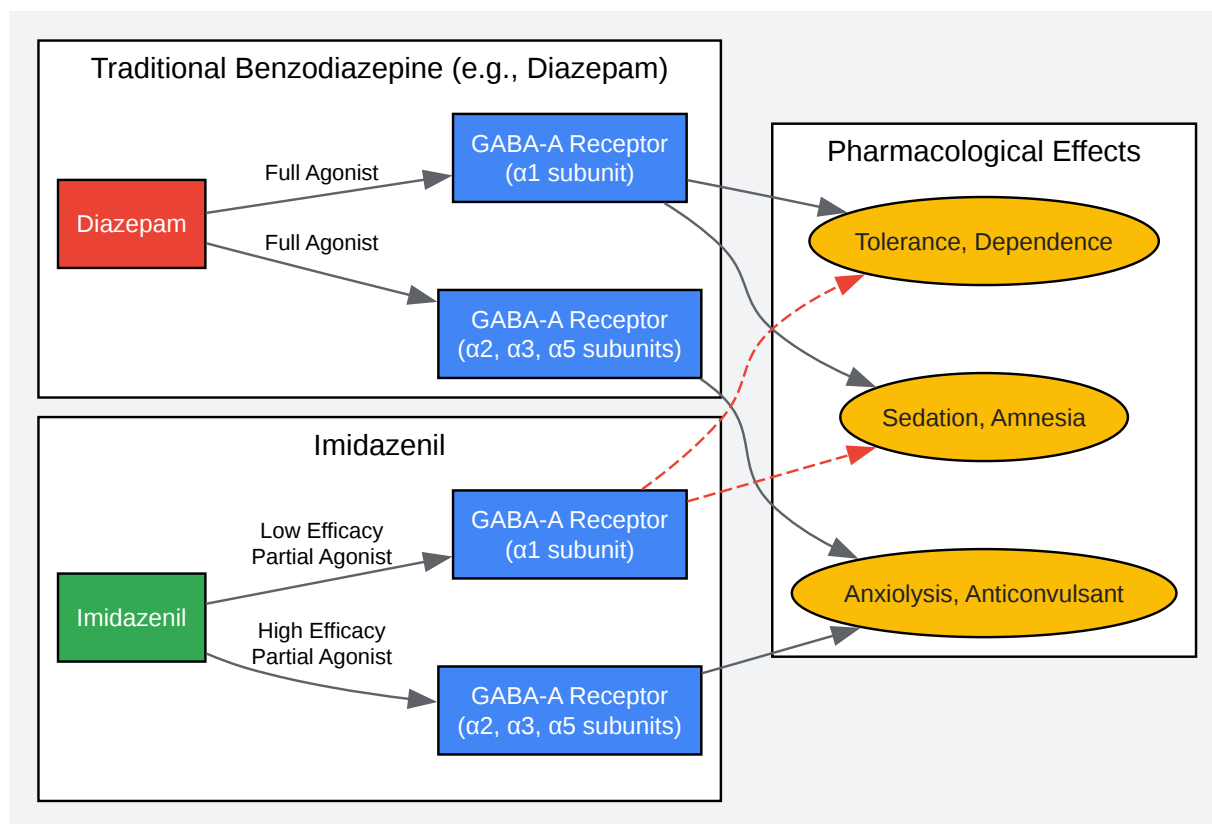 Traditional Benzodiazepine (e.g., Diazepam)
Diazepam
Full Agonist
Full Agonist
GABA-A Receptor
(α1 subunit)
GABA-A Receptor
(α2, α3, α5 subunits)
Imidazenil
Imidazenil
Low Efficacy
Partial Agonist
High Efficacy
Partial Agonist
GABA-A Receptor
(α1 subunit)
GABA-A Receptor
(α2, α3, α5 subunits)
Pharmacological Effects
Tolerance, Dependence
Sedation, Amnesia
Anxiolysis, Anticonvulsant